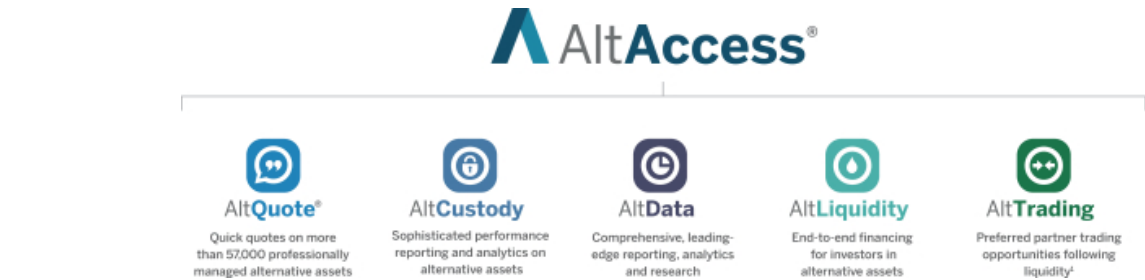 AltAccess®
AltQuote®
Quick quotes on more
than 57,000 professionally
managed alternative assets
AltCustody
Sophisticated performance
reporting and analytics on
alternative assets
AltData
Comprehensive, leading-
edge reporting, analytics
and research
AltLiquidity
End-to-end financing
for investors in
alternative assets
AltTrading
Preferred partner trading
opportunities following
liquidity¹